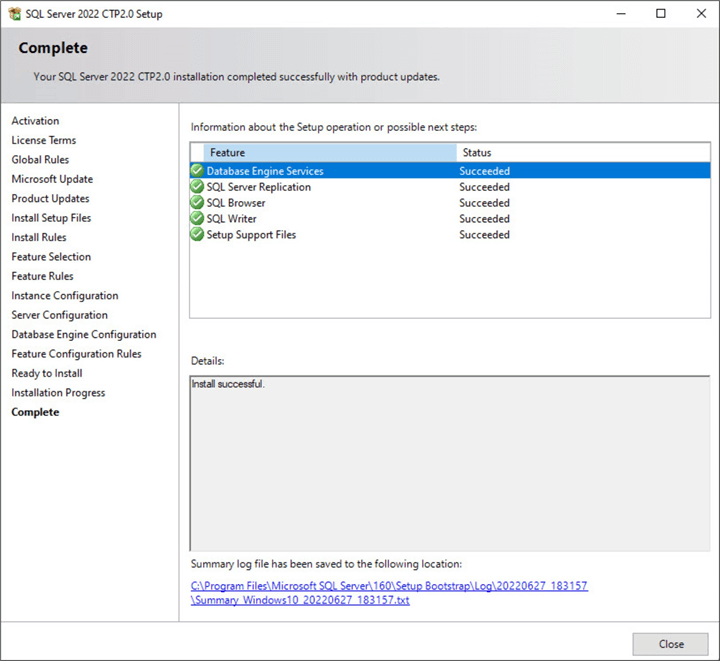 SQL Server 2022 CTP2.0 Setup
Complete
Your SQL Server 2022 CTP2.0 installation completed successfully with product updates.
Activation
License Terms
Global Rules
Microsoft Update
Product Updates
Install Setup Files
Install Rules
Feature Selection
Feature Rules
Instance Configuration
Server Configuration
Database Engine Configuration
Feature Configuration Rules
Ready to Install
Installation Progress
Complete
Information about the Setup operation or possible next steps:
Feature Status
Database Engine Services Succeeded
SQL Server Replication Succeeded
SQL Browser Succeeded
SQL Writer Succeeded
Setup Support Files Succeeded
Details:
Install successful.
Summary log file has been saved to the following location:
C:\Program Files\Microsoft SQL Server\160\Setup Bootstrap\Log\20220627_183157
\Summary_Windows10_20220627_183157.txt
Close